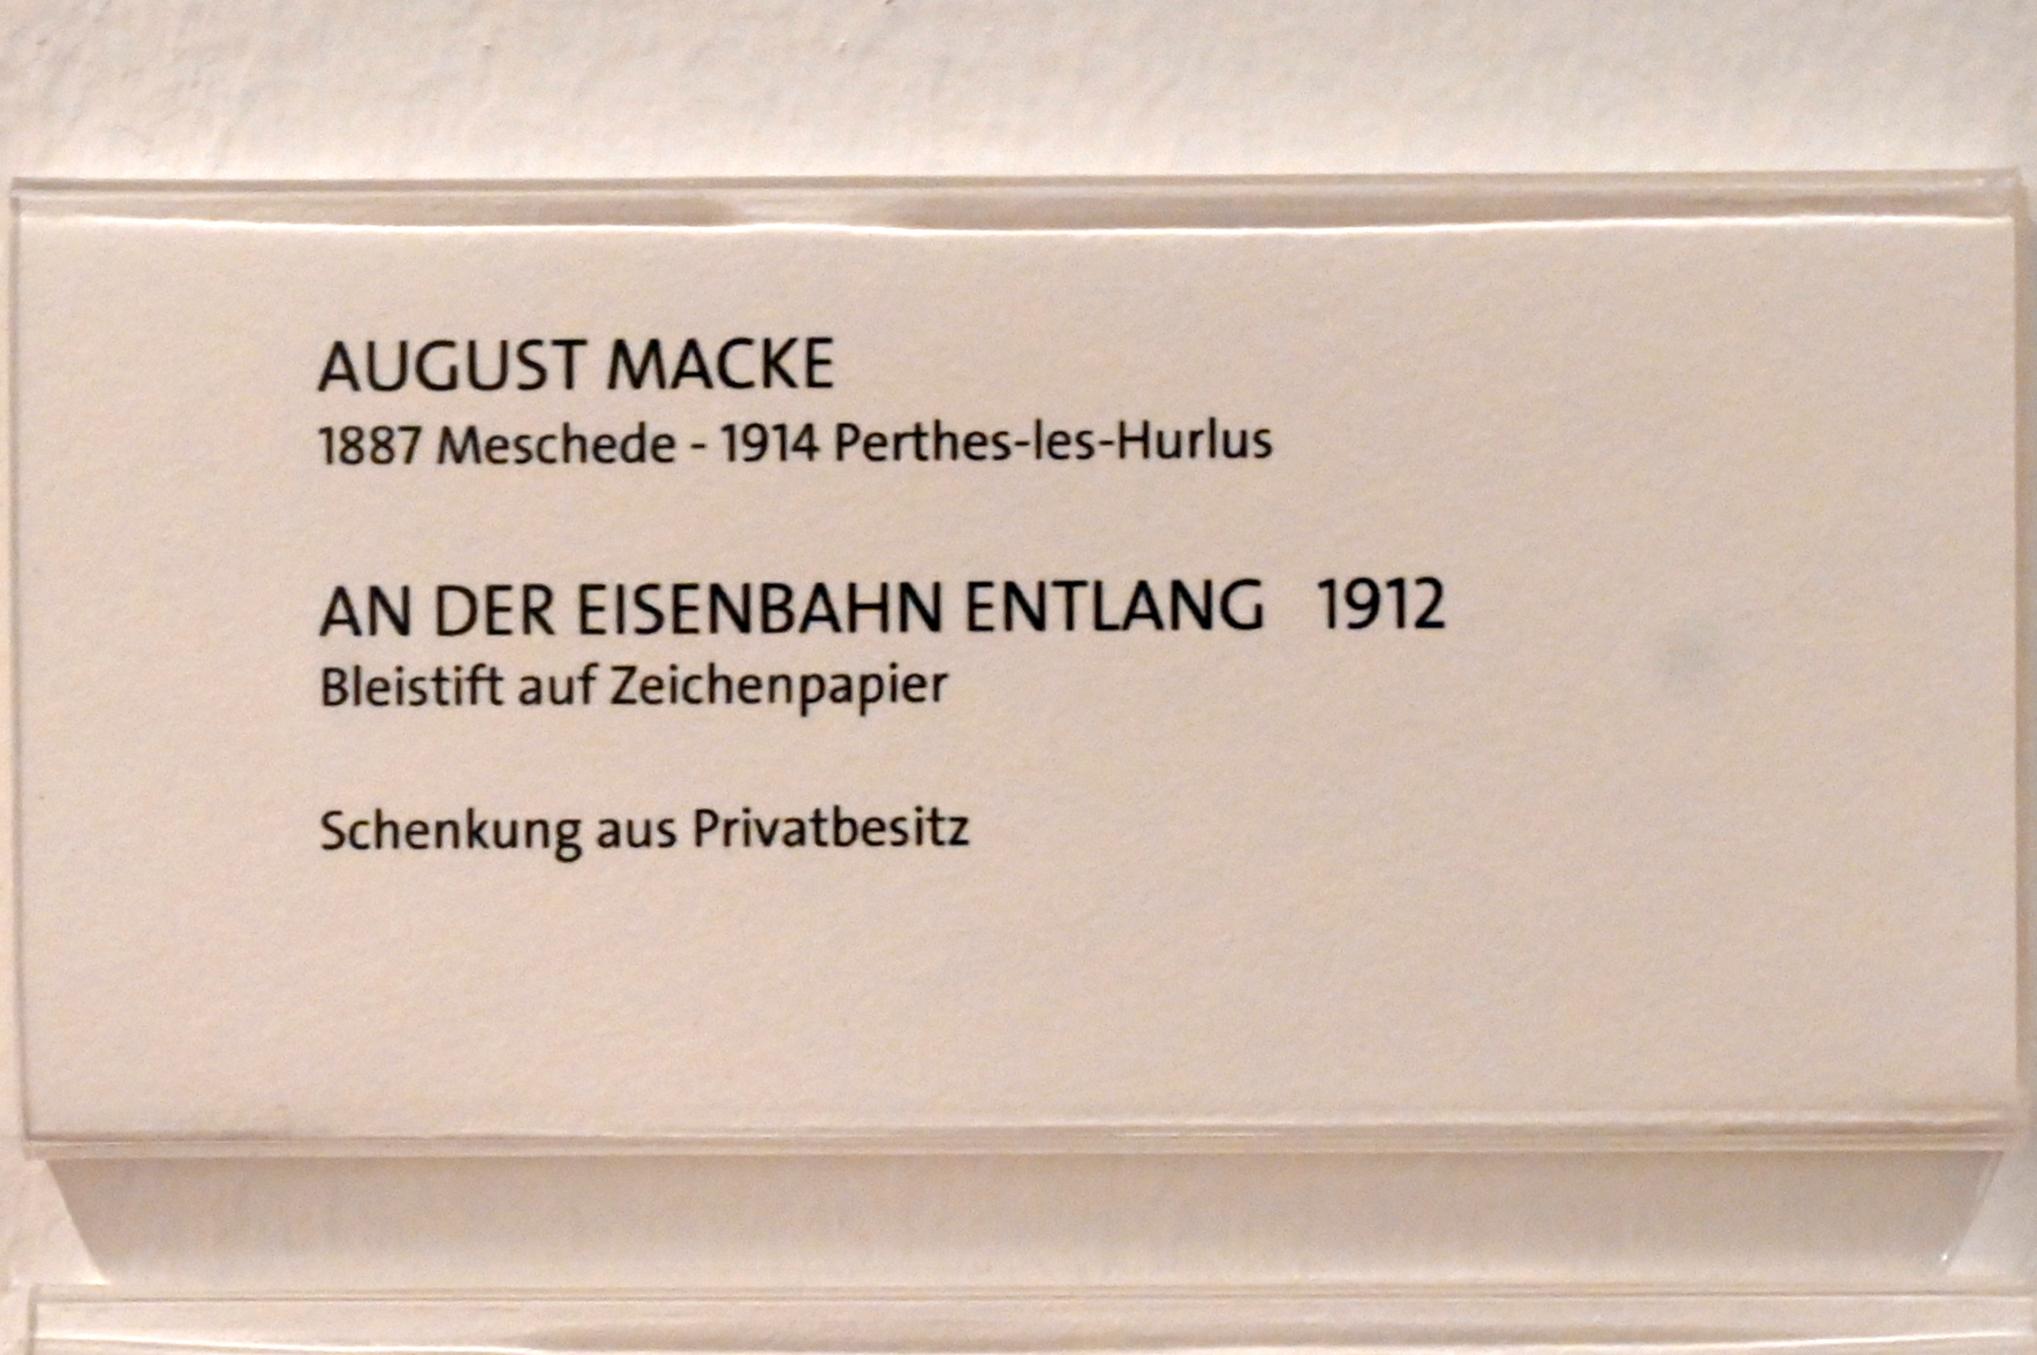 AUGUST MACKE
1887 Meschede - 1914 Perthes-les-Hurlus
AN DER EISENBAHN ENTLANG 1912
Bleistift auf Zeichenpapier
Schenkung aus Privatbesitz